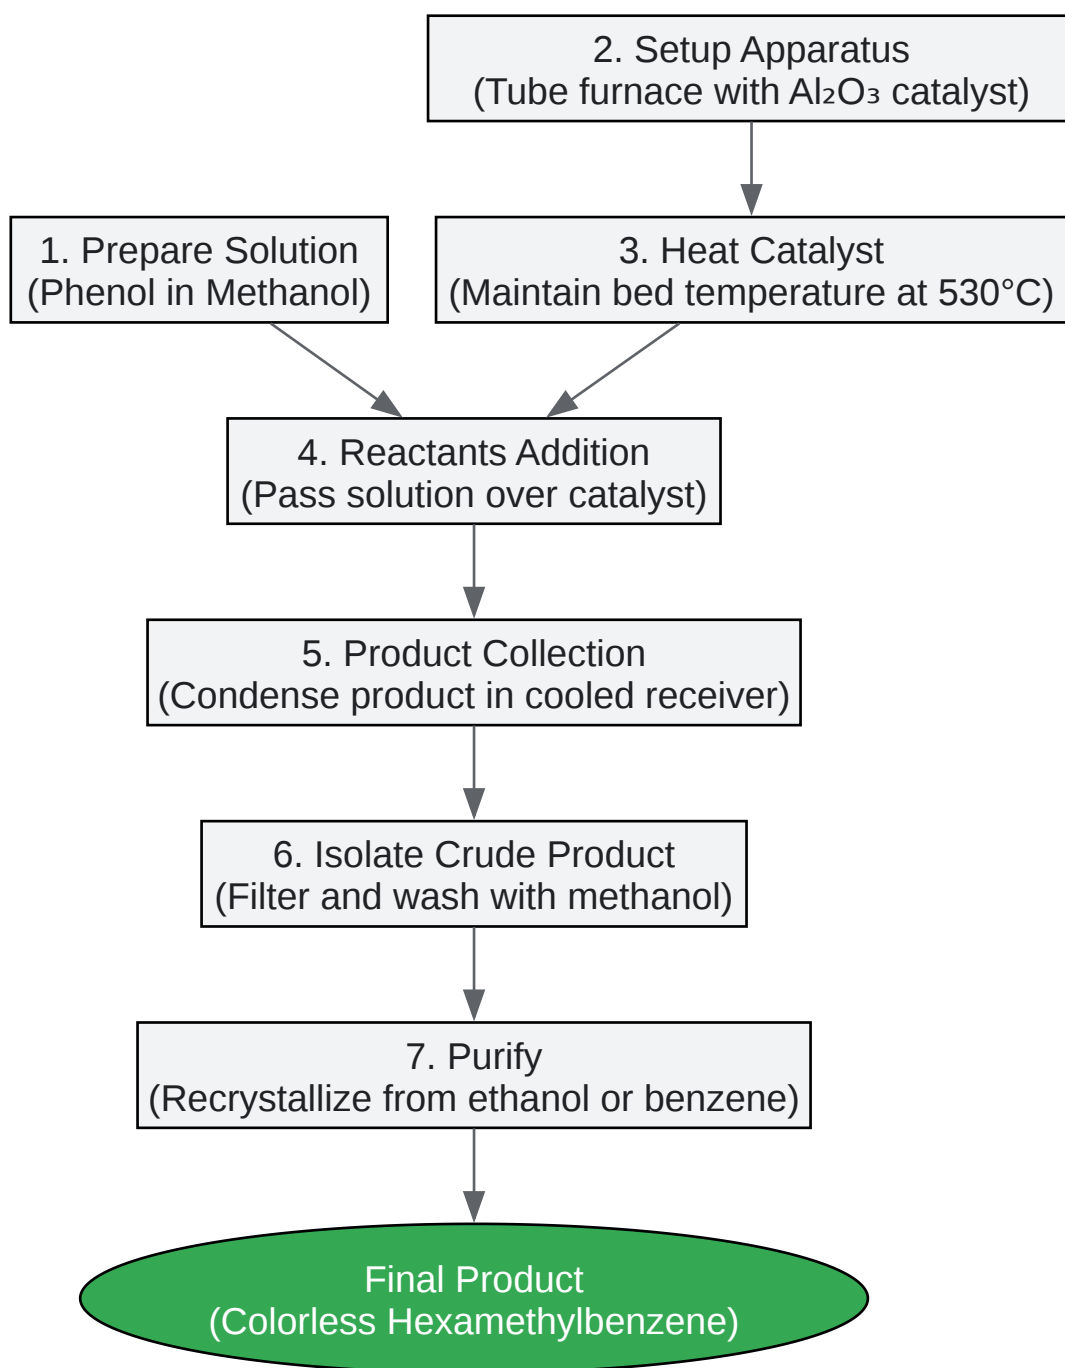 2. Setup Apparatus
(Tube furnace with Al₂O₃ catalyst)
1. Prepare Solution
(Phenol in Methanol)
3. Heat Catalyst
(Maintain bed temperature at 530°C)
4. Reactants Addition
(Pass solution over catalyst)
5. Product Collection
(Condense product in cooled receiver)
6. Isolate Crude Product
(Filter and wash with methanol)
7. Purify
(Recrystallize from ethanol or benzene)
Final Product
(Colorless Hexamethylbenzene)